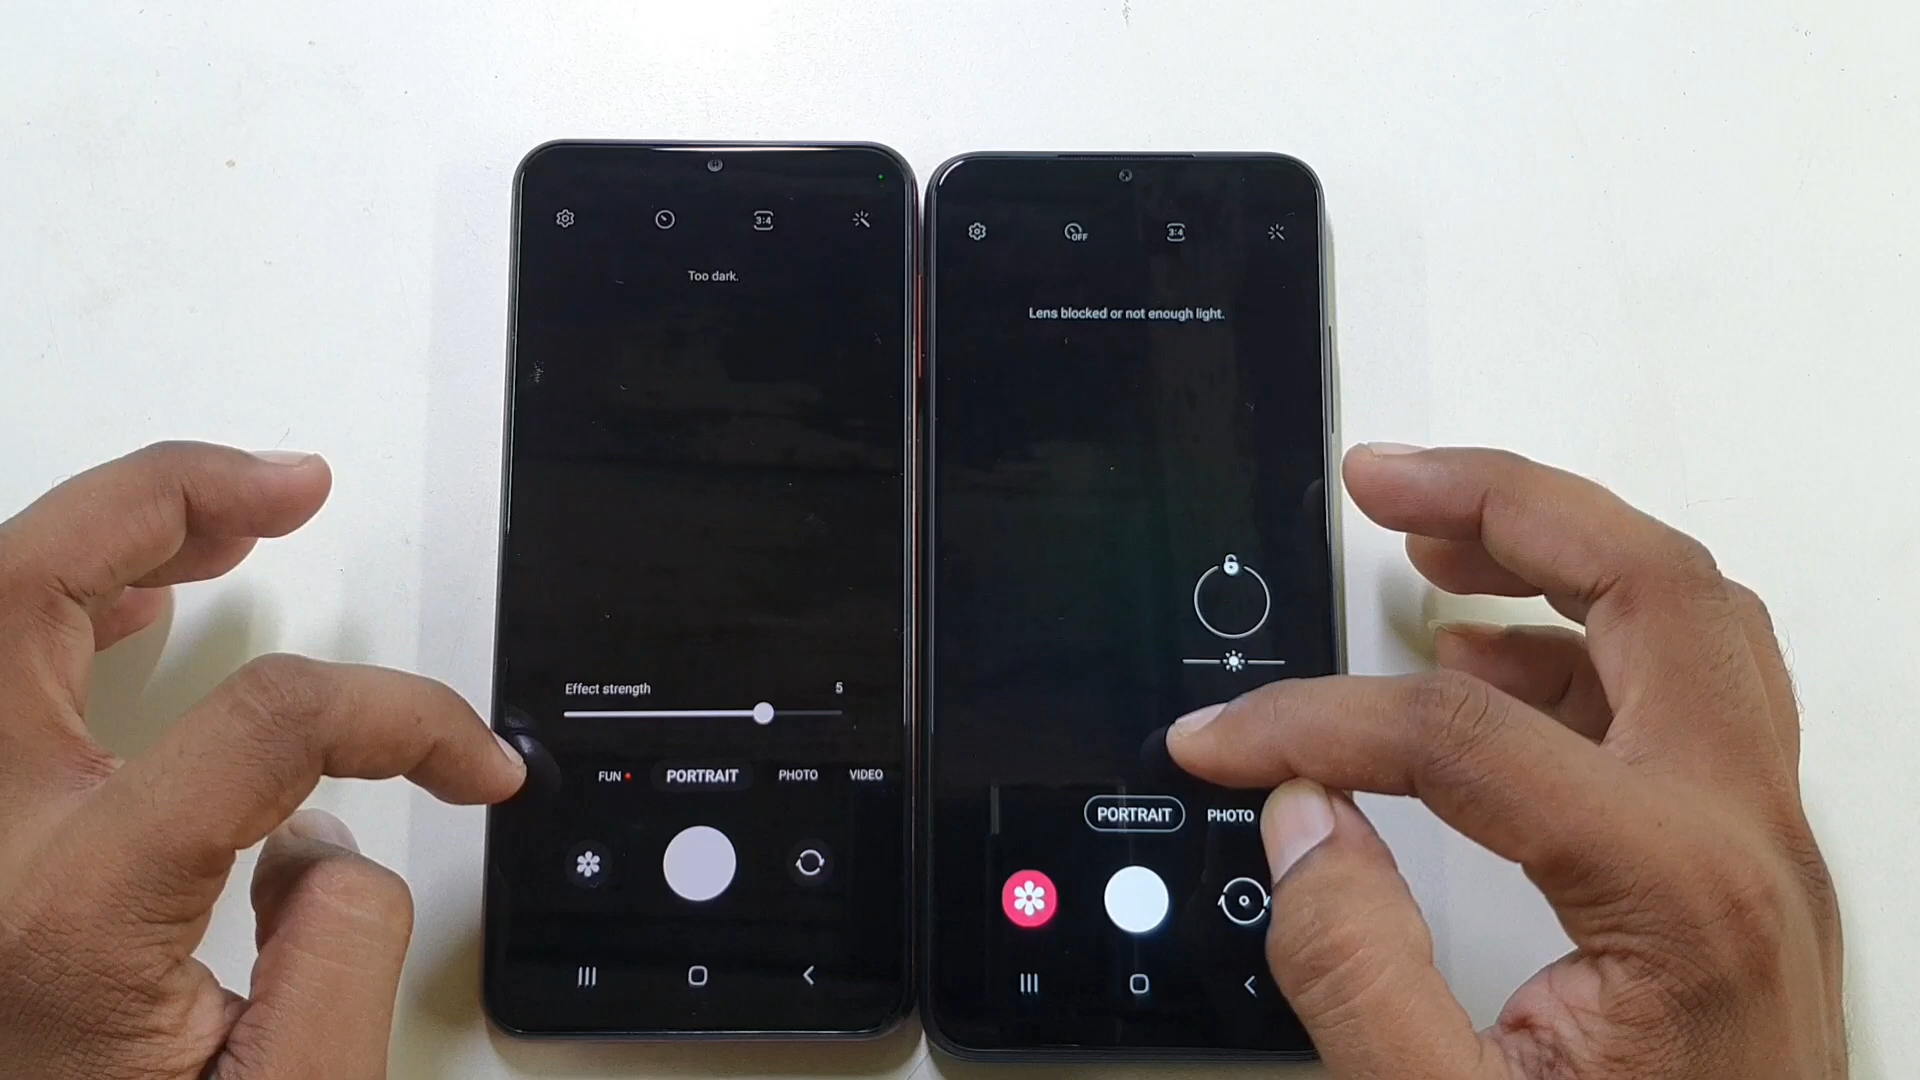 3:4
Too dark.
Effect strength 5
FUN PORTRAIT PHOTO VIDEO
OFF 3:4
Lens blocked or not enough light.
PORTRAIT PHOTO